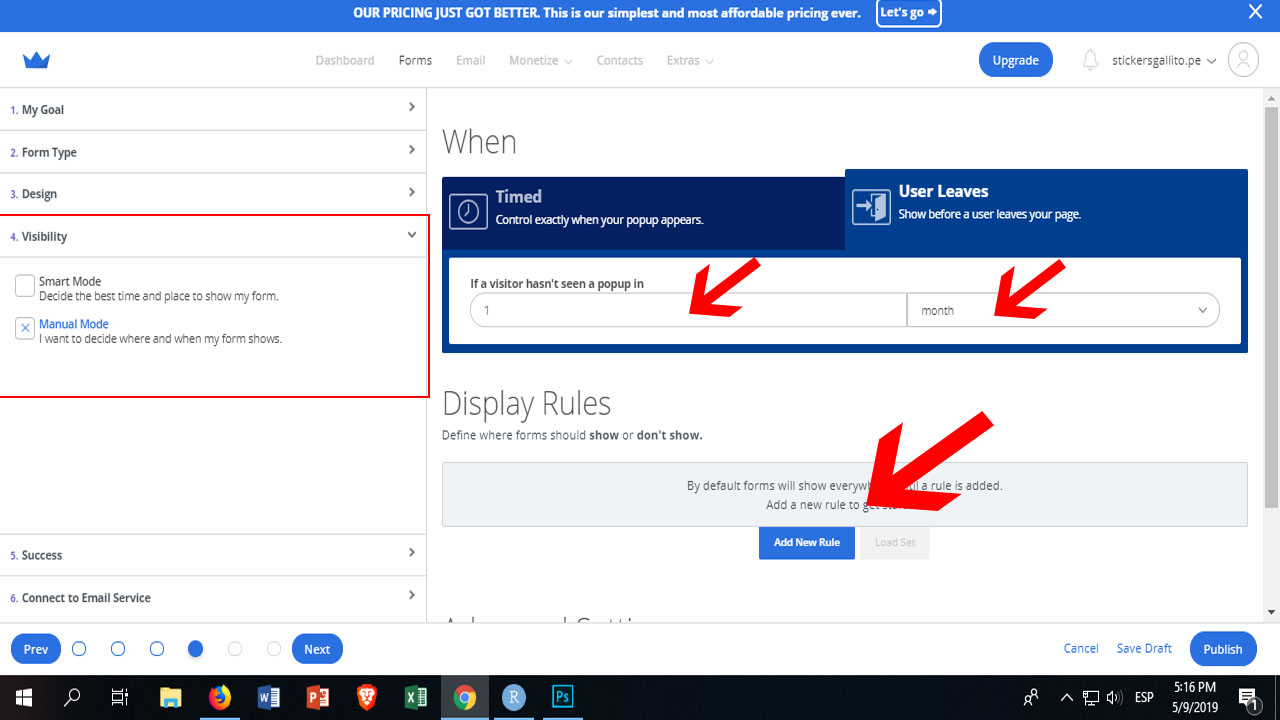 OUR PRICING JUST GOT BETTER. This is our simplest and most affordable pricing ever. Let's go
Dashboard Forms Email Monetize Contacts Extras Upgrade stickersgallito.pe
1. My Goal
2. Form Type
3. Design
4. Visibility
Smart Mode
Decide the best time and place to show my form.
Manual Mode
I want to decide where and when my form shows.
5. Success
6. Connect to Email Service
When
Timed
Control exactly when your popup appears.
User Leaves
Show before a user leaves your page.
If a visitor hasn't seen a popup in
1 month
Display Rules
Define where forms should show or don't show.
By default forms will show a rule is added.
Add a new rule to
Add New Rule Load Set
Prev Next Cancel Save Draft Publish
W P X R Ps ESP
5:16 PM
5/9/2019
1